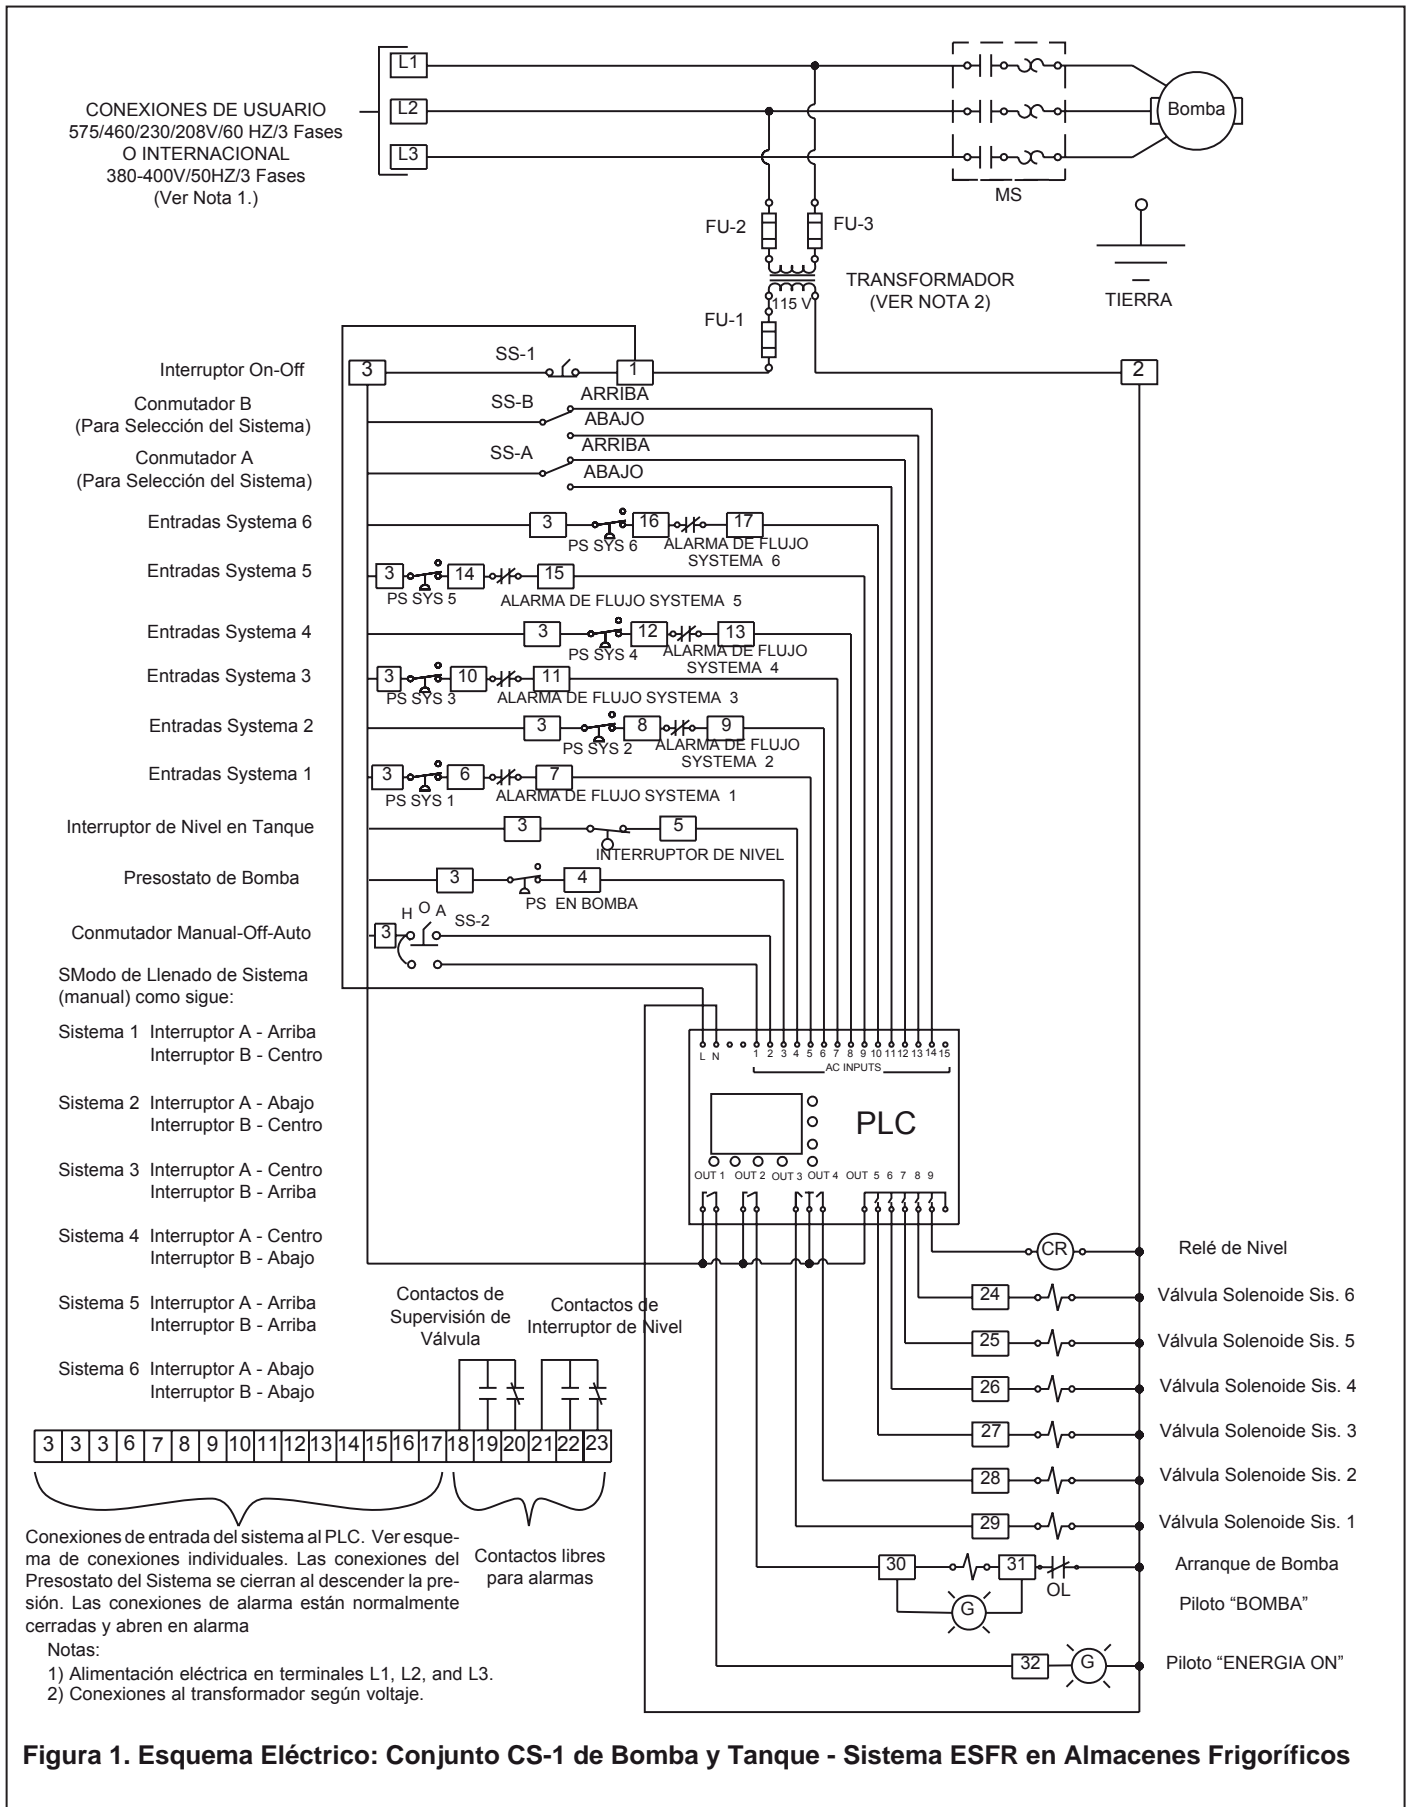 L1
CONEXIONES DE USUARIO
575/460/230/208V/60 HZ/3 Fases
O INTERNACIONAL
380-400V/50HZ/3 Fases
(Ver Nota 1.)
L2
L3
Bomba
MS
FU-2
FU-3
TRANSFORMADOR
(VER NOTA 2)
115 V
FU-1
TIERRA
Interruptor On-Off
3
SS-1
1
2
Conmutador B
(Para Selección del Sistema)
SS-B
ARRIBA
ABAJO
Conmutador A
(Para Selección del Sistema)
SS-A
ARRIBA
ABAJO
Entradas Systema 6
3
PS SYS 6
16
17
ALARMA DE FLUJO
SYSTEMA 6
Entradas Systema 5
3
PS SYS 5
14
15
ALARMA DE FLUJO SYSTEMA 5
Entradas Systema 4
3
PS SYS 4
12
13
ALARMA DE FLUJO
SYSTEMA 4
Entradas Systema 3
3
PS SYS 3
10
11
ALARMA DE FLUJO SYSTEMA 3
Entradas Systema 2
3
PS SYS 2
8
9
ALARMA DE FLUJO
SYSTEMA 2
Entradas Systema 1
3
PS SYS 1
6
7
ALARMA DE FLUJO SYSTEMA 1
Interruptor de Nivel en Tanque
3
5
INTERRUPTOR DE NIVEL
Presostato de Bomba
3
4
PS EN BOMBA
Conmutador Manual-Off-Auto
3
H O A
SS-2
SModo de Llenado de Sistema
(manual) como sigue:
Sistema 1 Interruptor A - Arriba
Interruptor B - Centro
Sistema 2 Interruptor A - Abajo
Interruptor B - Centro
Sistema 3 Interruptor A - Centro
Interruptor B - Arriba
Sistema 4 Interruptor A - Centro
Interruptor B - Abajo
Sistema 5 Interruptor A - Arriba
Interruptor B - Arriba
Sistema 6 Interruptor A - Abajo
Interruptor B - Abajo
L N 1 2 3 4 5 6 7 8 9 10 11 12 13 14 15
AC INPUTS
PLC
OUT 1 OUT 2 OUT 3 OUT 4 OUT 5 6 7 8 9
CR
Relé de Nivel
24
Válvula Solenoide Sis. 6
25
Válvula Solenoide Sis. 5
26
Válvula Solenoide Sis. 4
27
Válvula Solenoide Sis. 3
28
Válvula Solenoide Sis. 2
29
Válvula Solenoide Sis. 1
30
31
OL
Arranque de Bomba
G
Piloto “BOMBA”
32
G
Piloto “ENERGIA ON”
Contactos de
Supervisión de
Válvula
Contactos de
Interruptor de Nivel
3 3 3 6 7 8 9 10 11 12 13 14 15 16 17 18 19 20 21 22 23
Conexiones de entrada del sistema al PLC. Ver esque-
ma de conexiones individuales. Las conexiones del
Presostato del Sistema se cierran al descender la pre-
sión. Las conexiones de alarma están normalmente
cerradas y abren en alarma
Contactos libres
para alarmas
Notas:
1) Alimentación eléctrica en terminales L1, L2, and L3.
2) Conexiones al transformador según voltaje.
Figura 1. Esquema Eléctrico: Conjunto CS-1 de Bomba y Tanque - Sistema ESFR en Almacenes Frigoríficos